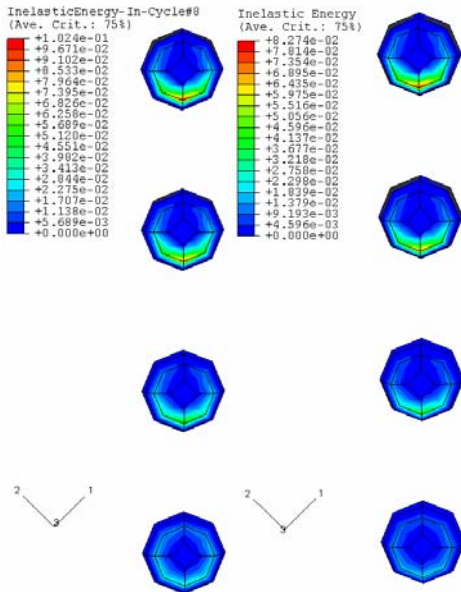 InelasticEnergy-In-Cycle#8
(Ave. Crit.: 75%)
+1.024e-01
+9.671e-02
+9.102e-02
+8.533e-02
+7.964e-02
+7.395e-02
+6.826e-02
+6.258e-02
+5.689e-02
+5.120e-02
+4.551e-02
+3.982e-02
+3.413e-02
+2.844e-02
+2.275e-02
+1.707e-02
+1.138e-02
+5.689e-03
+0.000e+00
Inelastic Energy
(Ave. Crit.: 75%)
+8.274e-02
+7.814e-02
+7.354e-02
+6.895e-02
+6.435e-02
+5.975e-02
+5.516e-02
+5.056e-02
+4.596e-02
+4.137e-02
+3.677e-02
+3.218e-02
+2.758e-02
+2.298e-02
+1.839e-02
+1.379e-02
+9.193e-03
+4.596e-03
+0.000e+00
2 1
3
2 1
3